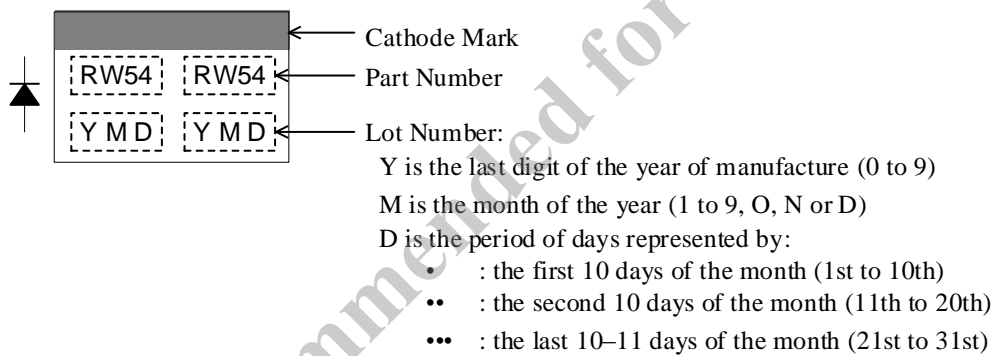 Cathode Mark
RW54 RW54 Part Number
Y M D Y M D Lot Number:
Y is the last digit of the year of manufacture (0 to 9)
M is the month of the year (1 to 9, O, N or D)
D is the period of days represented by:
• : the first 10 days of the month (1st to 10th)
•• : the second 10 days of the month (11th to 20th)
••• : the last 10–11 days of the month (21st to 31st)
mmended for